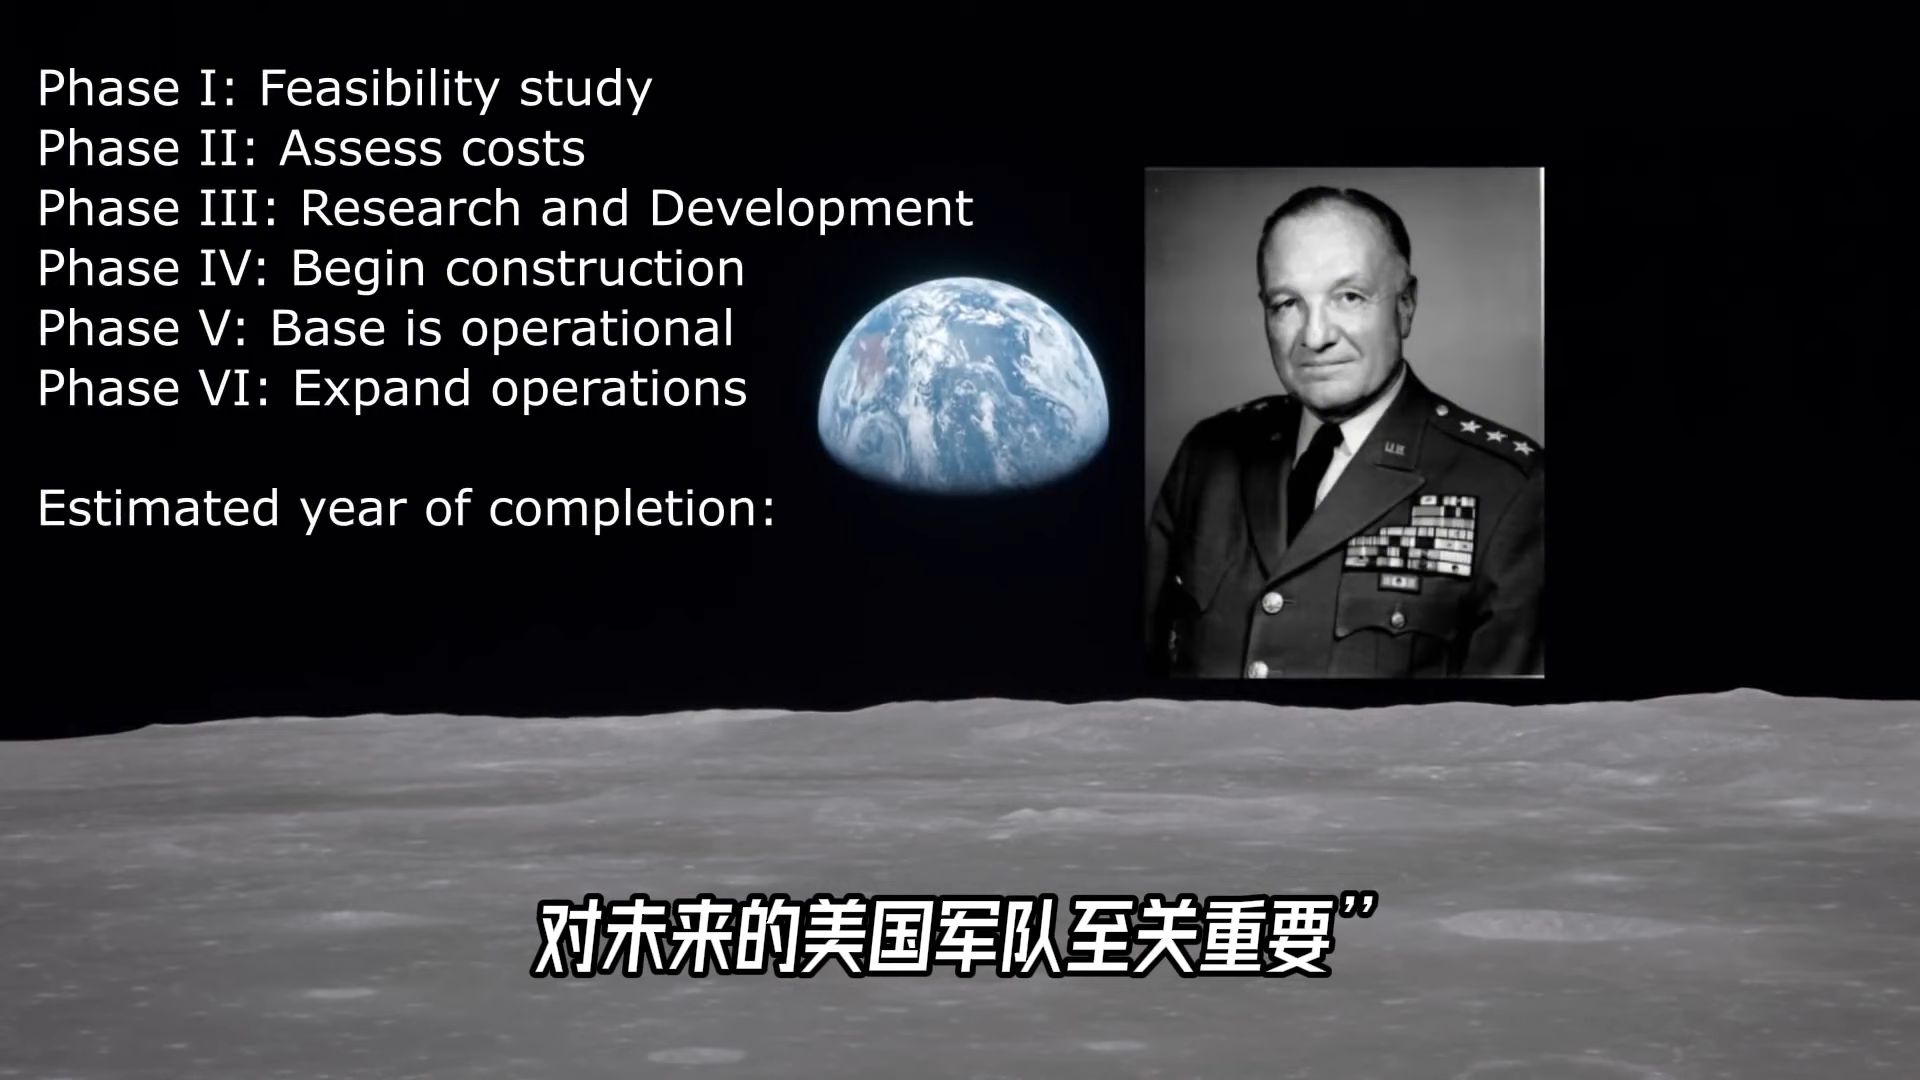 Phase I: Feasibility study
Phase II: Assess costs
Phase III: Research and Development
Phase IV: Begin construction
Phase V: Base is operational
Phase VI: Expand operations
Estimated year of completion:
对未来的美国军队至关重要”